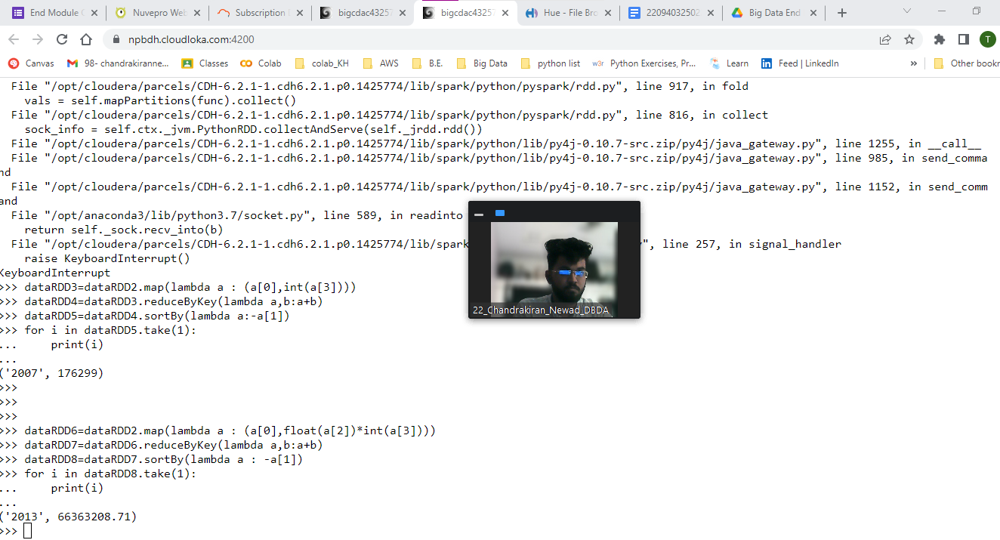 End Module
Nuvepro Web
Subscription
bigcdac4325
bigcdac4325
Hue - File Bro
22094032502
Big Data End
npbdh.cloudloka.com:4200
T
Canvas
98- chandrakiranne...
Classes
Colab
colab_KH
AWS
B.E.
Big Data
python list
w3r
Python Exercises, Pr...
Learn
Feed | LinkedIn
»
Other bookr
File "/opt/cloudera/parcels/CDH-6.2.1-1.cdh6.2.1.p0.1425774/lib/spark/python/pyspark/rdd.py", line 917, in fold
vals = self.mapPartitions(func).collect()
File "/opt/cloudera/parcels/CDH-6.2.1-1.cdh6.2.1.p0.1425774/lib/spark/python/pyspark/rdd.py", line 816, in collect
sock_info = self.ctx._jvm.PythonRDD.collectAndServe(self._jrdd.rdd())
File "/opt/cloudera/parcels/CDH-6.2.1-1.cdh6.2.1.p0.1425774/lib/spark/python/lib/py4j-0.10.7-src.zip/py4j/java_gateway.py", line 1255, in __call__
File "/opt/cloudera/parcels/CDH-6.2.1-1.cdh6.2.1.p0.1425774/lib/spark/python/lib/py4j-0.10.7-src.zip/py4j/java_gateway.py", line 985, in send_comma
nd
File "/opt/cloudera/parcels/CDH-6.2.1-1.cdh6.2.1.p0.1425774/lib/spark/python/lib/py4j-0.10.7-src.zip/py4j/java_gateway.py", line 1152, in send_comm
and
File "/opt/anaconda3/lib/python3.7/socket.py", line 589, in readinto
return self._sock.recv_into(b)
File "/opt/cloudera/parcels/CDH-6.2.1-1.cdh6.2.1.p0.1425774/lib/spark ", line 257, in signal_handler
raise KeyboardInterrupt()
KeyboardInterrupt
>>> dataRDD3=dataRDD2.map(lambda a : (a[0],int(a[3])))
>>> dataRDD4=dataRDD3.reduceByKey(lambda a,b:a+b)
>>> dataRDD5=dataRDD4.sortBy(lambda a:-a[1])
>>> for i in dataRDD5.take(1):
... print(i)
...
('2007', 176299)
>>>
>>>
>>>
>>> dataRDD6=dataRDD2.map(lambda a : (a[0],float(a[2])*int(a[3])))
>>> dataRDD7=dataRDD6.reduceByKey(lambda a,b:a+b)
>>> dataRDD8=dataRDD7.sortBy(lambda a : -a[1])
>>> for i in dataRDD8.take(1):
... print(i)
...
('2013', 66363208.71)
>>>
22_Chandrakiran_Newad_DBDA_